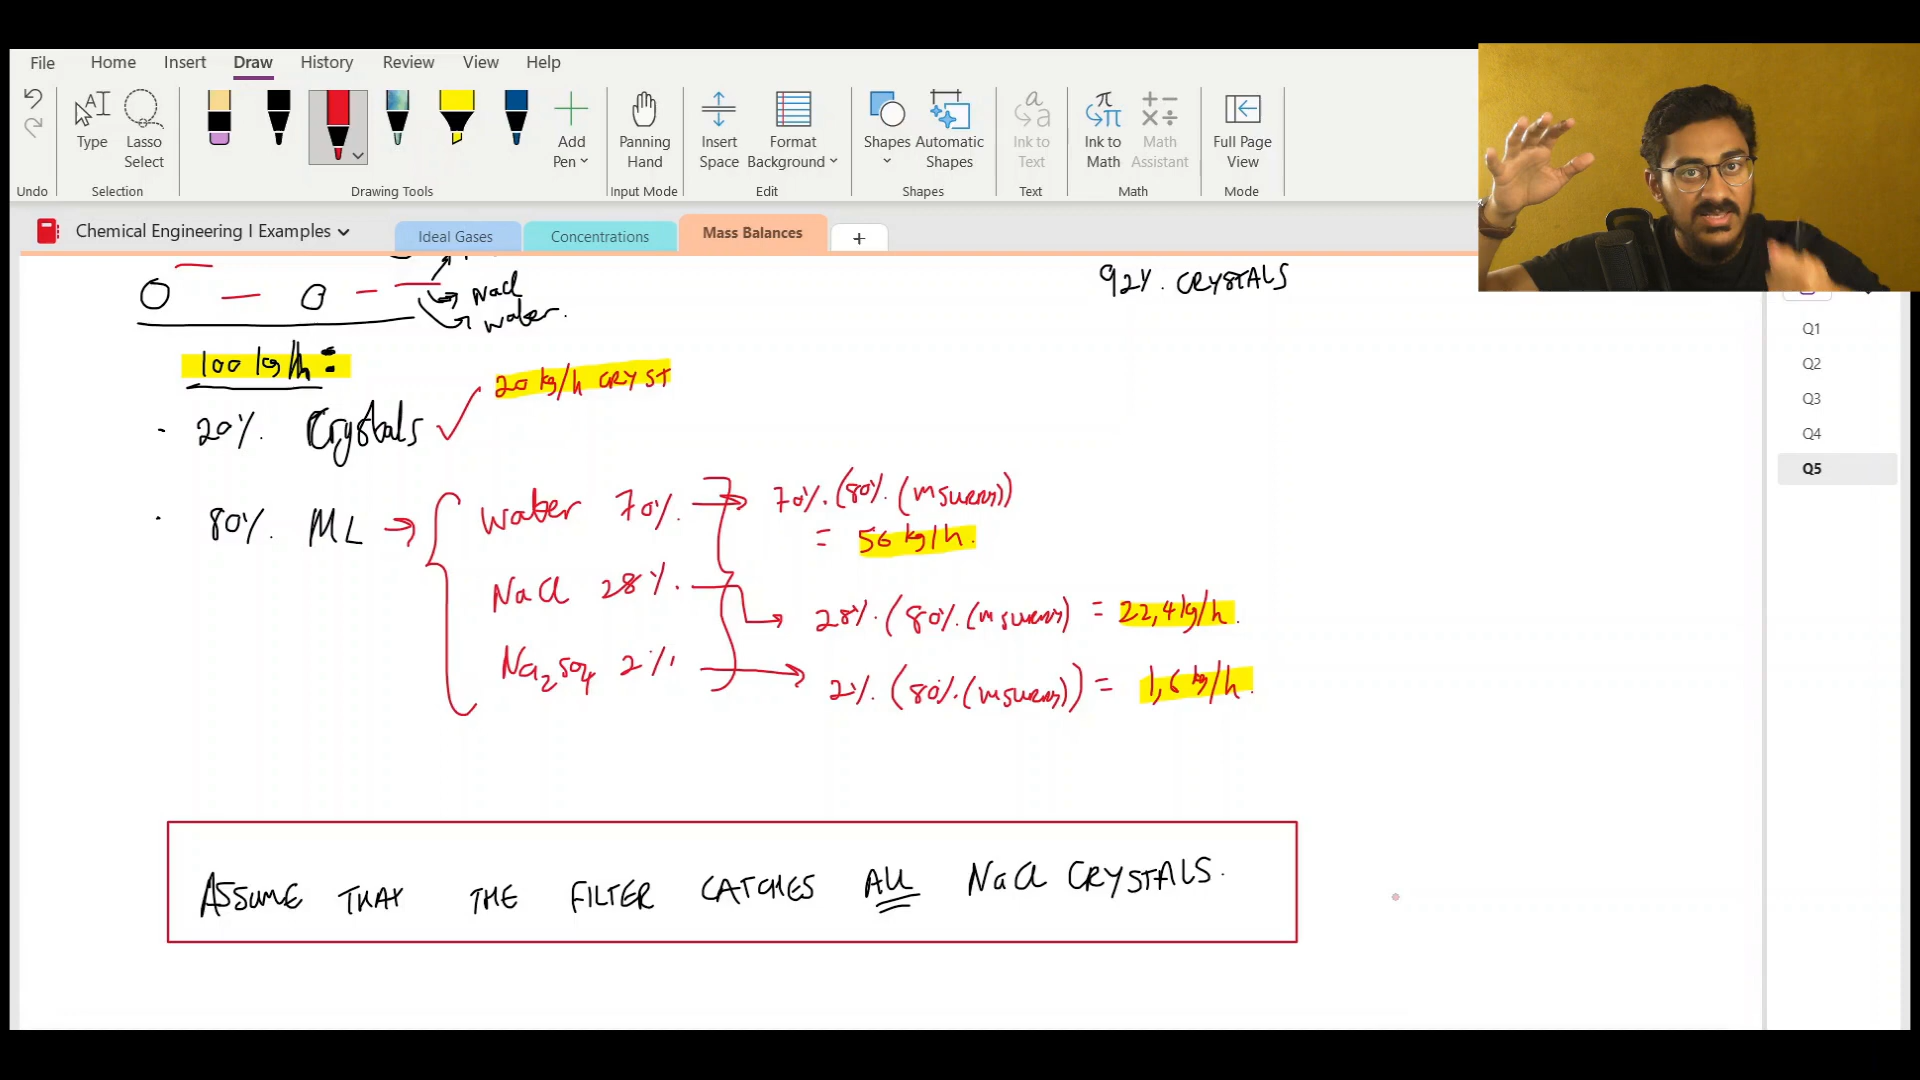 File Home Insert Draw History Review View Help
Type Lasso Select Add Pen Panning Hand Insert Space Format Background Shapes Automatic Shapes Ink to Text Ink to Math Math Assistant Full Page View
Undo Selection Drawing Tools Input Mode Edit Shapes Text Math Mode
Chemical Engineering I Examples Ideal Gases Concentrations Mass Balances +
NaCl
water.
92%. CRYSTALS
100 kg/h:
20 kg/h CRYST
20%. Crystals
80%. ML
water 70%.
70%. (80%. (mSLURRY))
= 56 kg/h.
NaCl 28%.
28%. (80%. (mSLURRY) = 22,4 kg/h.
Na2SO4 2%
2%. (80%. (mSLURRY)) = 1,6 kg/h.
ASSUME THAT THE FILTER CATCHES ALL NaCl CRYSTALS.
Q1
Q2
Q3
Q4
Q5